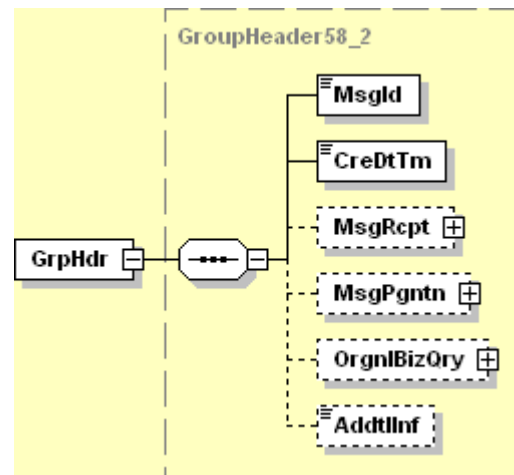 GroupHeader58_2
MsgId
CreDtTm
MsgRcpt
GrpHdr
MsgPgntn
OrgnlBizQry
AddtlInf